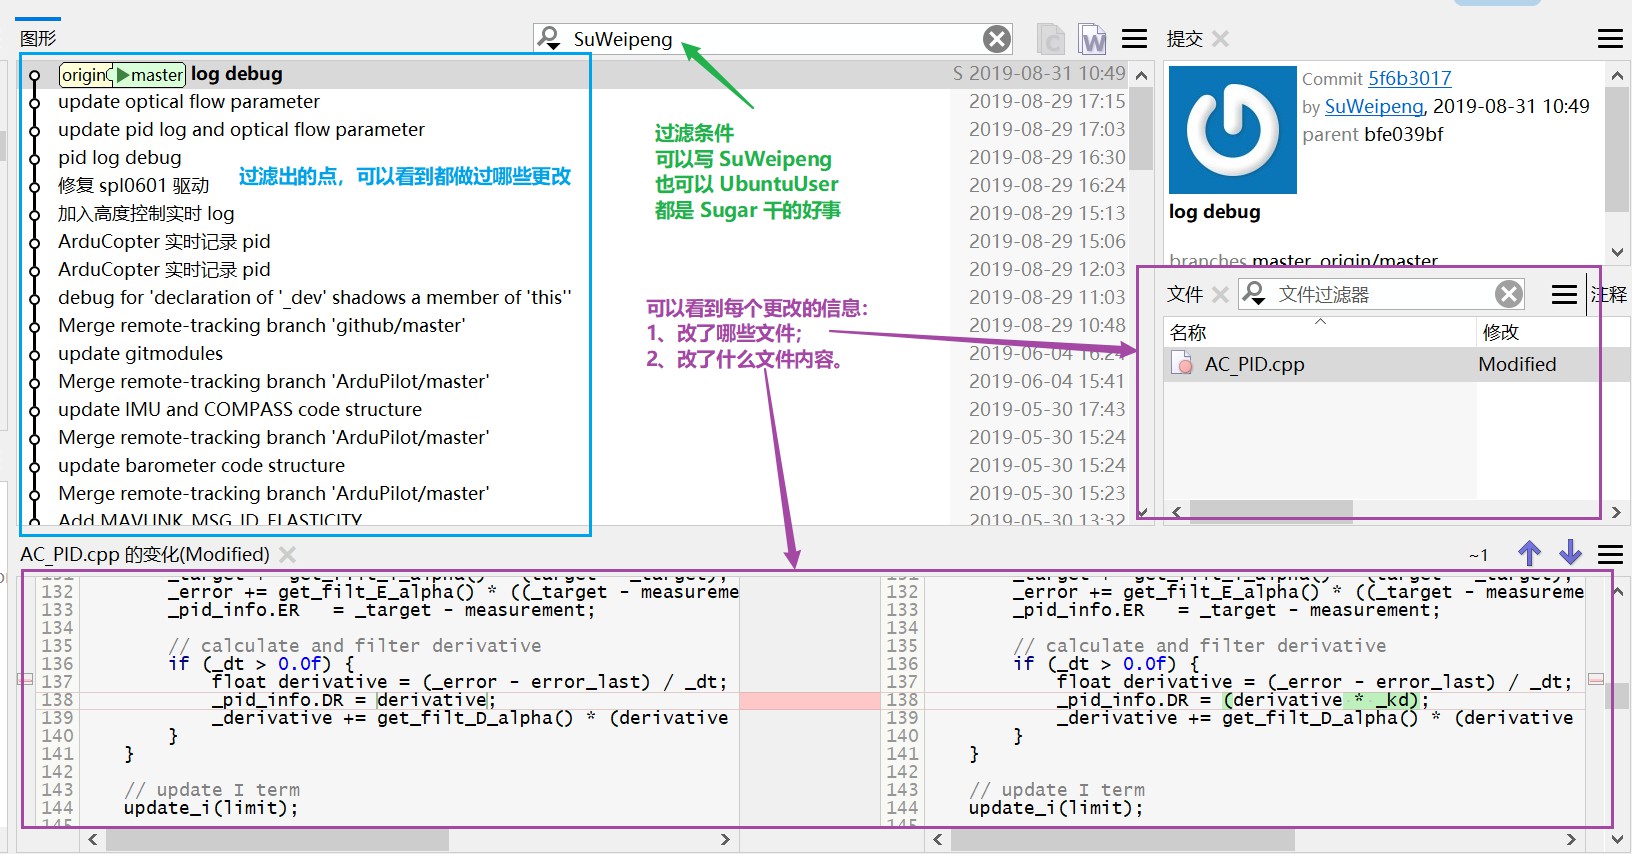 图形
SuWeipeng
提交
origin master log debug S 2019-08-31 10:49
update optical flow parameter 2019-08-29 17:15
update pid log and optical flow parameter 2019-08-29 17:03
pid log debug 2019-08-29 16:30
修复 spl0601 驱动 2019-08-29 16:24
加入高度控制实时 log 2019-08-29 15:13
ArduCopter 实时记录 pid 2019-08-29 15:06
ArduCopter 实时记录 pid 2019-08-29 12:03
debug for 'declaration of '_dev' shadows a member of 'this'' 2019-08-29 11:03
Merge remote-tracking branch 'github/master' 2019-08-29 10:48
update gitmodules 2019-06-04 16:24
Merge remote-tracking branch 'ArduPilot/master' 2019-06-04 15:41
update IMU and COMPASS code structure 2019-05-30 17:43
Merge remote-tracking branch 'ArduPilot/master' 2019-05-30 15:24
update barometer code structure 2019-05-30 15:24
Merge remote-tracking branch 'ArduPilot/master' 2019-05-30 15:23
Add MAVLINK_MSG_ID_ELASTICITY 2019-05-30 13:32
过滤出的点，可以看到都做过哪些更改
过滤条件
可以写 SuWeipeng
也可以 UbuntuUser
都是 Sugar 干的好事
可以看到每个更改的信息：
1、改了哪些文件；
2、改了什么文件内容。
Commit 5f6b3017
by SuWeipeng, 2019-08-31 10:49
parent bfe039bf
log debug
branches master, origin/master
文件 文件过滤器 注释
名称 修改
AC_PID.cpp Modified
AC_PID.cpp 的变化(Modified) ~1
131 _target += get_filt_T_alpha() * (target - _target);
132 _error += get_filt_E_alpha() * ((_target - measureme
133 _pid_info.ER = _target - measurement;
134
135 // calculate and filter derivative
136 if (_dt > 0.0f) {
137 float derivative = (_error - error_last) / _dt;
138 _pid_info.DR = derivative;
139 _derivative += get_filt_D_alpha() * (derivative
140 }
141 }
142
143 // update I term
144 update_i(limit);
145
131 _target += get_filt_T_alpha() * (target - _target);
132 _error += get_filt_E_alpha() * ((_target - measureme
133 _pid_info.ER = _target - measurement;
134
135 // calculate and filter derivative
136 if (_dt > 0.0f) {
137 float derivative = (_error - error_last) / _dt;
138 _pid_info.DR = (derivative * _kd);
139 _derivative += get_filt_D_alpha() * (derivative
140 }
141 }
142
143 // update I term
144 update_i(limit);
145